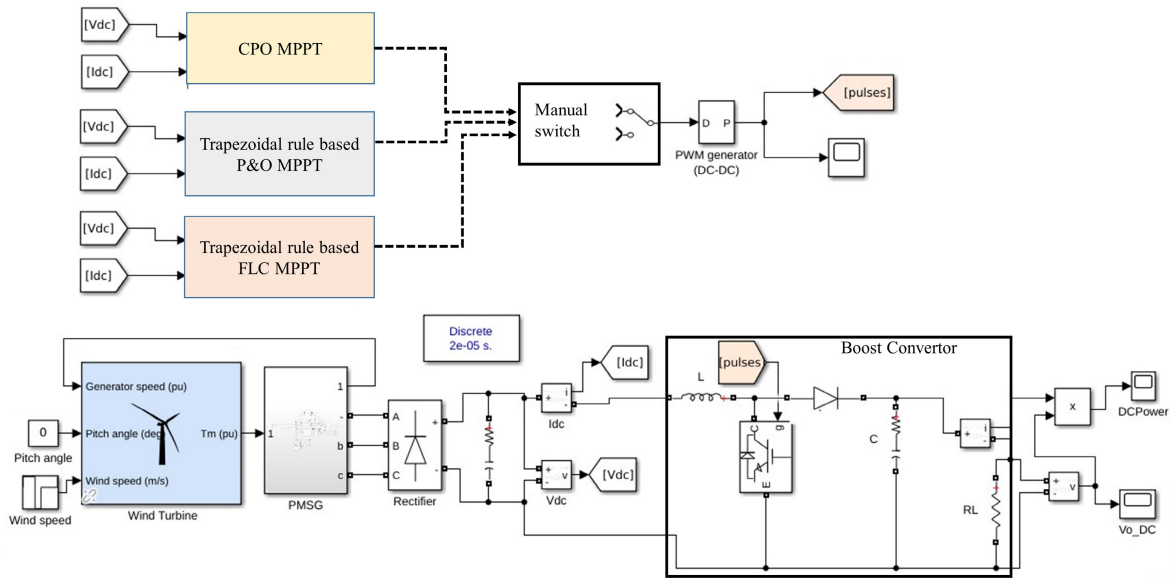 [Vdc]
CPO MPPT
[Idc]
[Vdc]
Trapezoidal rule based
P&O MPPT
[Idc]
[Vdc]
Trapezoidal rule based
FLC MPPT
[Idc]
Manual
switch
D P
PWM generator
(DC-DC)
[pulses]
Discrete
2e-05 s.
Generator speed (pu)
Pitch angle (deg)
Wind speed (m/s)
Tm (pu)
Wind Turbine
0
Pitch angle
Wind speed
1
1
b
c
PMSG
A
B
C
+
-
Rectifier
+
-
i
Idc
[Idc]
+
-
v
Vdc
[Vdc]
Boost Convertor
[pulses
L
+
C
g
E
C
+
+
-
i
RL
+
x
DCPower
+
-
v
Vo_DC